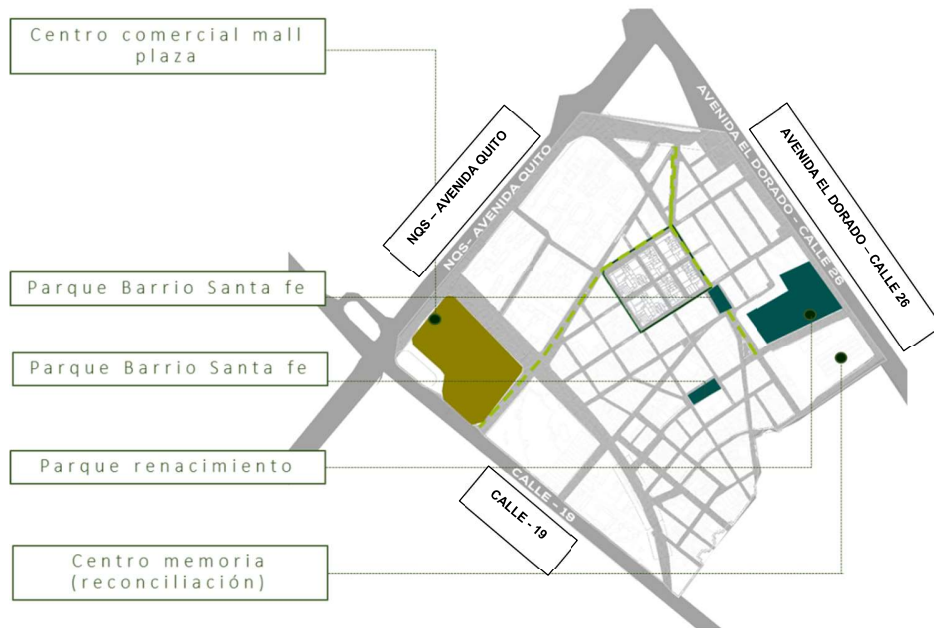 Centro comercial mall
plaza
Parque Barrio Santa fe
Parque Barrio Santa fe
Parque renacimiento
Centro memoria
(reconciliación)
NQS – AVENIDA QUITO
NQS- AVENIDA QUITO
AVENIDA EL DORADO - CALLE 26
AVENIDA EL DORADO – CALLE 26
CALLE - 19
CALLE - 19